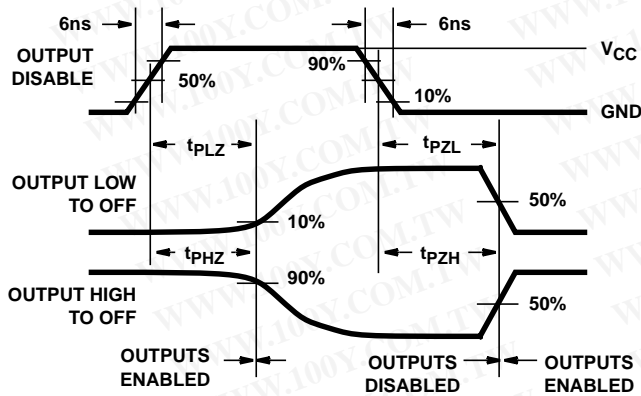 6ns
6ns
OUTPUT
DISABLE
50%
90%
10%
VCC
GND
tPLZ
tPZL
OUTPUT LOW
TO OFF
10%
50%
tPHZ
tPZH
OUTPUT HIGH
TO OFF
90%
50%
OUTPUTS
ENABLED
OUTPUTS
DISABLED
OUTPUTS
ENABLED
WWW.100Y.COM.TW